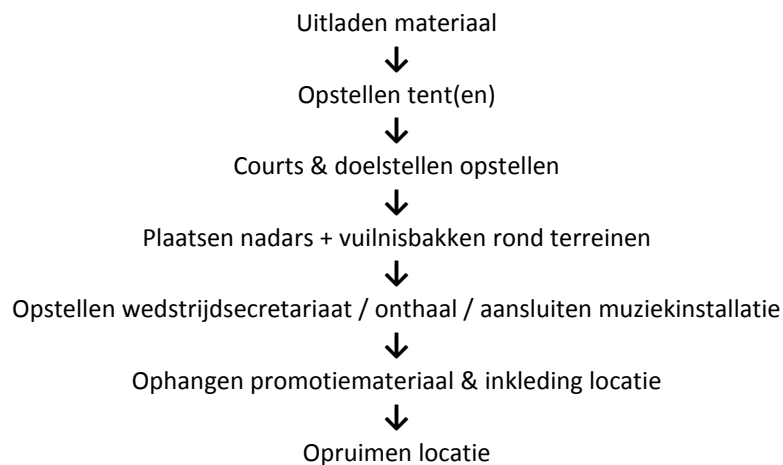 Uitladen materiaal
↓
Opstellen tent(en)
↓
Courts & doelstellen opstellen
↓
Plaatsen nadars + vuilnisbakken rond terreinen
↓
Opstellen wedstrijdsecretariaat / onthaal / aansluiten muziekinstallatie
↓
Ophangen promotiemateriaal & inkleding locatie
↓
Opruimen locatie